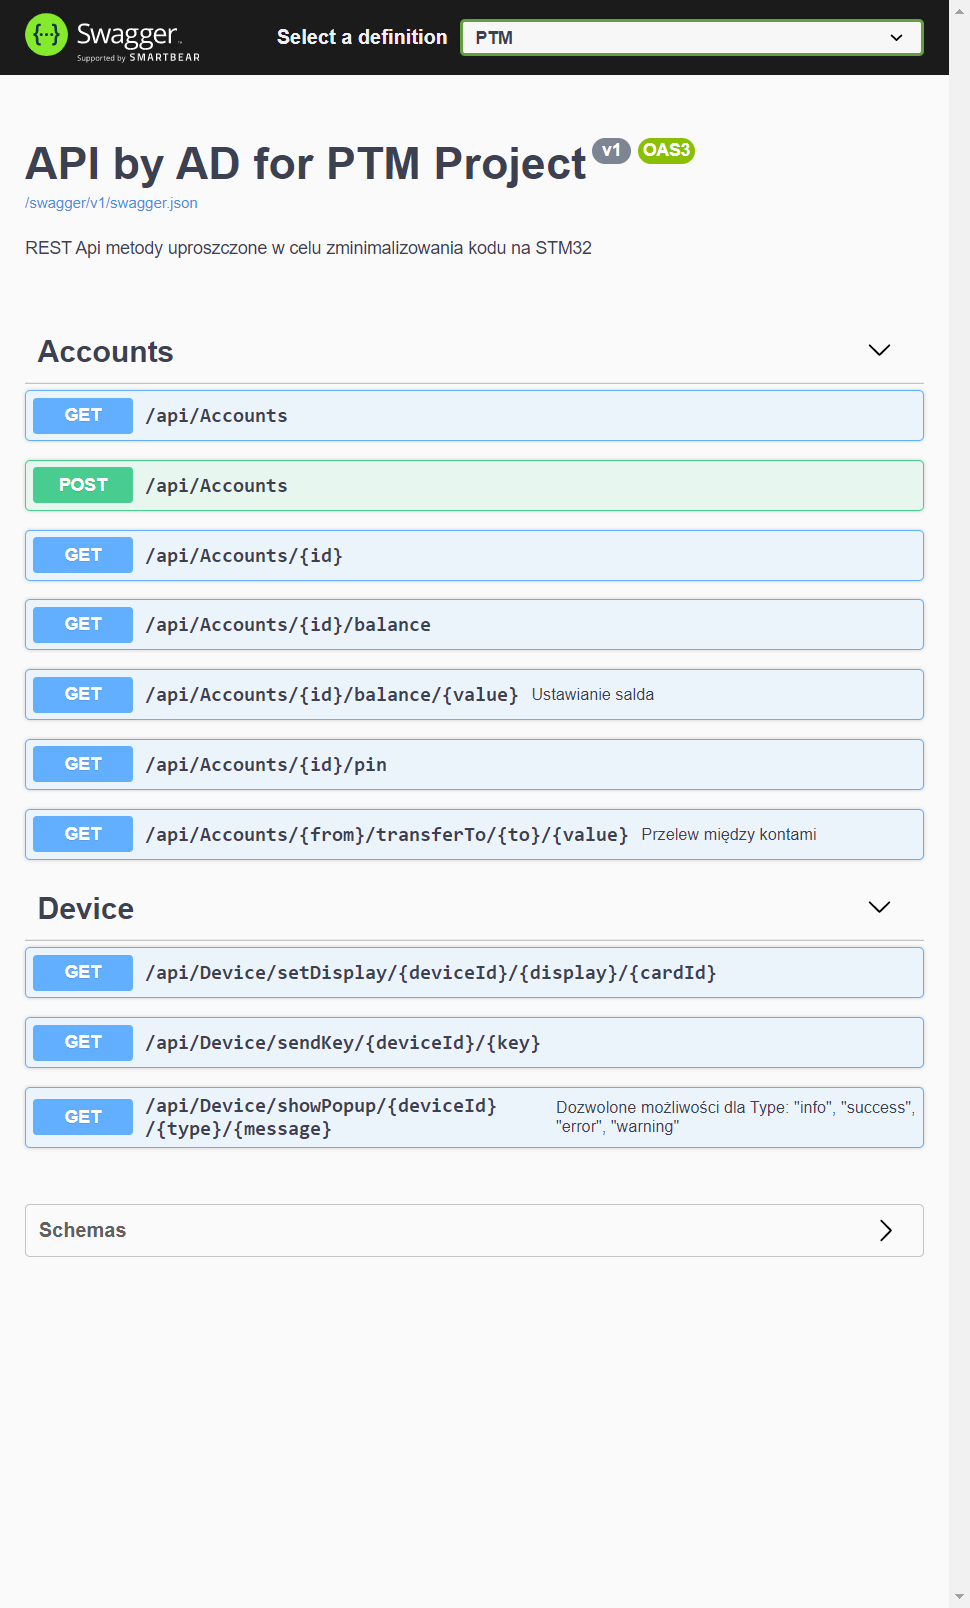 Swagger
Supported by SMARTBEAR
Select a definition
PTM
API by AD for PTM Project v1 OAS3
/swagger/v1/swagger.json
REST Api metody uproszczone w celu zminimalizowania kodu na STM32
Accounts
GET /api/Accounts
POST /api/Accounts
GET /api/Accounts/{id}
GET /api/Accounts/{id}/balance
GET /api/Accounts/{id}/balance/{value} Ustawianie salda
GET /api/Accounts/{id}/pin
GET /api/Accounts/{from}/transferTo/{to}/{value} Przelew między kontami
Device
GET /api/Device/setDisplay/{deviceId}/{display}/{cardId}
GET /api/Device/sendKey/{deviceId}/{key}
GET /api/Device/showPopup/{deviceId}
/{type}/{message}
Dozwolone możliwości dla Type: "info", "success",
"error", "warning"
Schemas